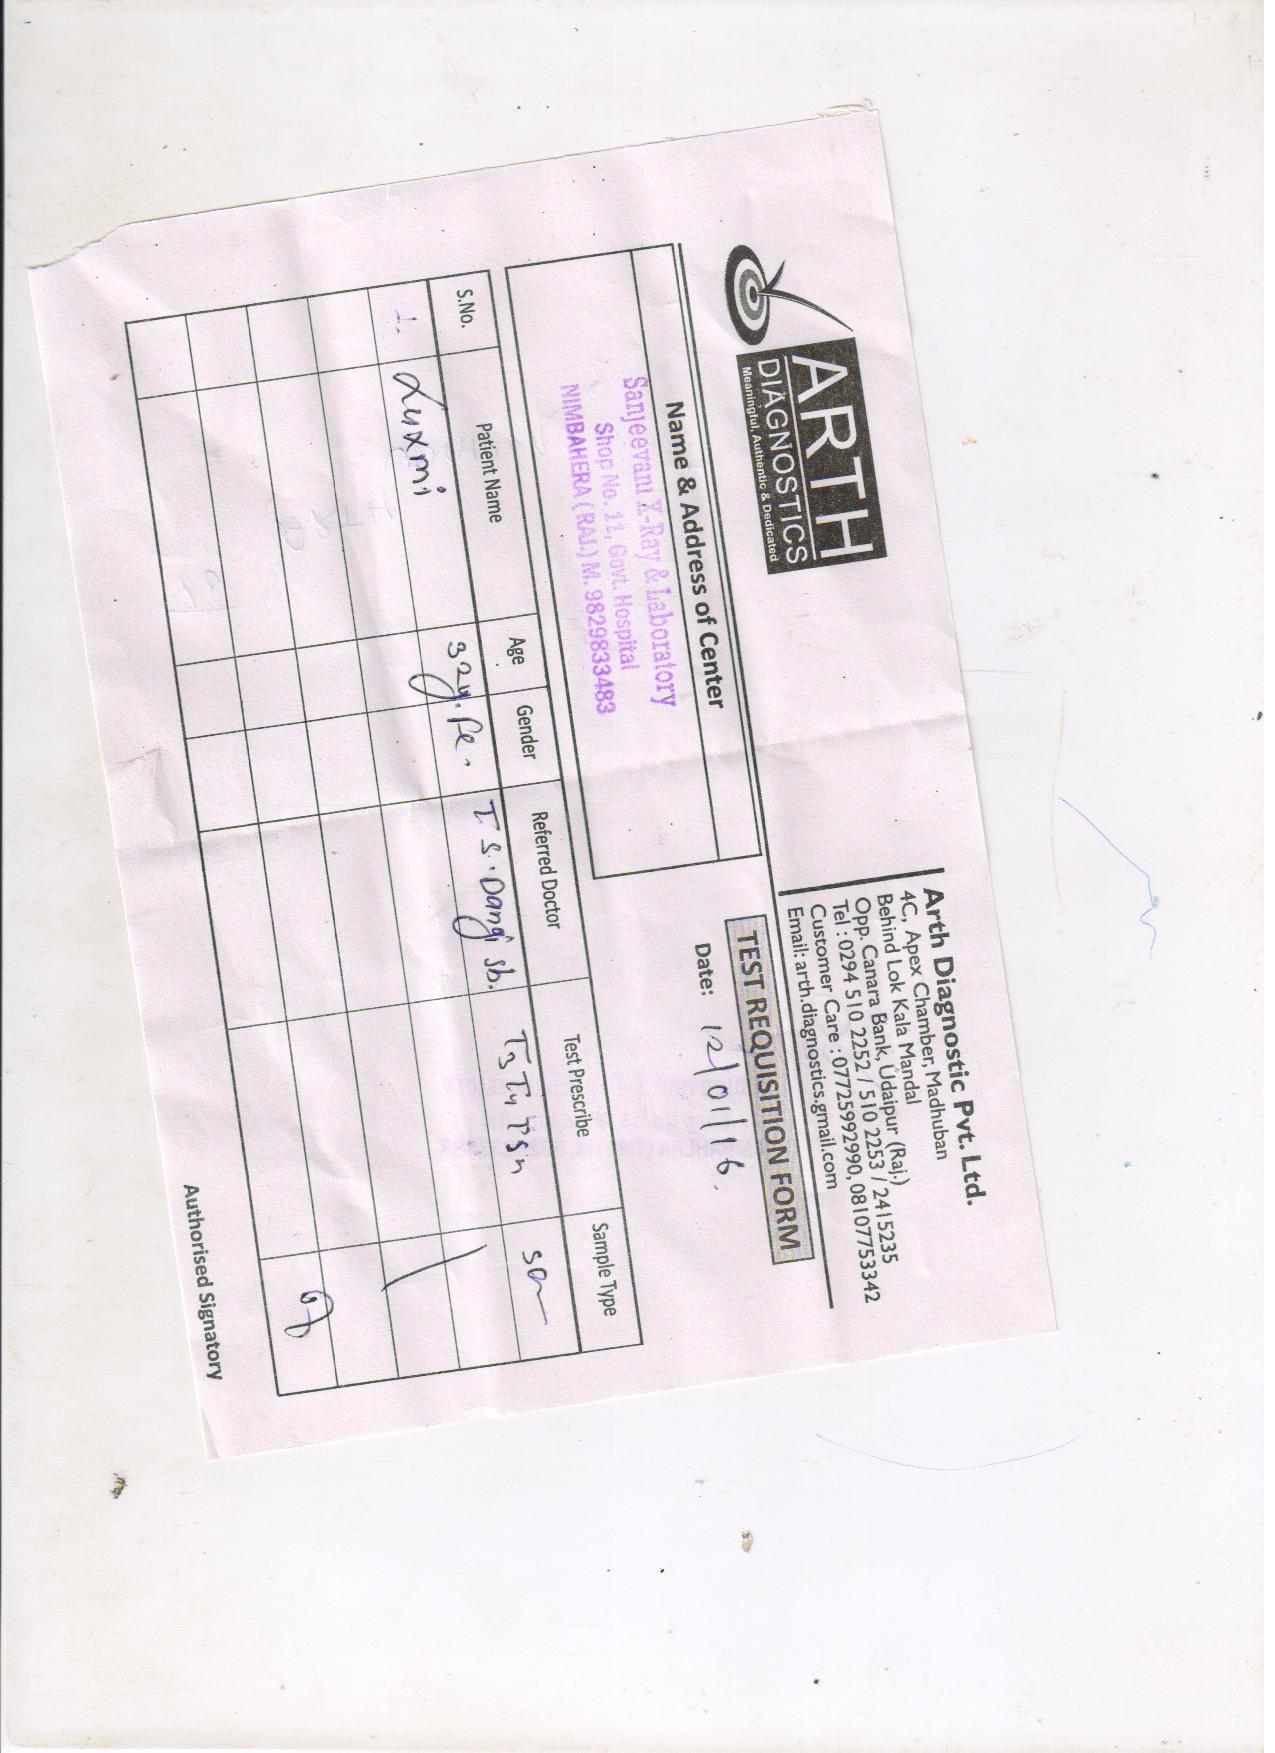 ARTH
DIAGNOSTICS
Meaningful, Authentic & Dedicated
Arth Diagnostic Pvt. Ltd.
4C, Apex Chamber, Madhuban
Behind Lok Kala Mandal
Opp. Canara Bank, Udaipur (Raj.)
Tel : 0294 510 2252 / 510 2253 / 2415235
Customer Care : 07725992990, 08107753342
Email: arth.diagnostics.gmail.com
Name & Address of Center
Sanjeevani X-Ray & Laboratory
Shop No. 11, Govt. Hospital
NIMBAHERA (RAJ.) M. 9829833483
TEST REQUISITION FORM
Date: 12/01/16.
S.No. Patient Name Age Gender Referred Doctor Test Prescribe Sample Type
1. Luxmi 32y. Fe. T S. Dangi sb. T3 T4 TSH
Authorised Signatory